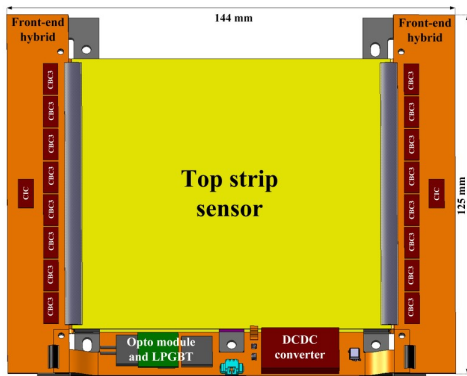 144 mm
Front-end
hybrid
Front-end
hybrid
CBC3
CBC3
CBC3
CBC3
CBC3
CBC3
CBC3
CBC3
CIC
Top strip
sensor
CBC3
CBC3
CBC3
CBC3
CBC3
CBC3
CBC3
CBC3
CIC
125 mm
Opto module
and LPGBT
DCDC
converter